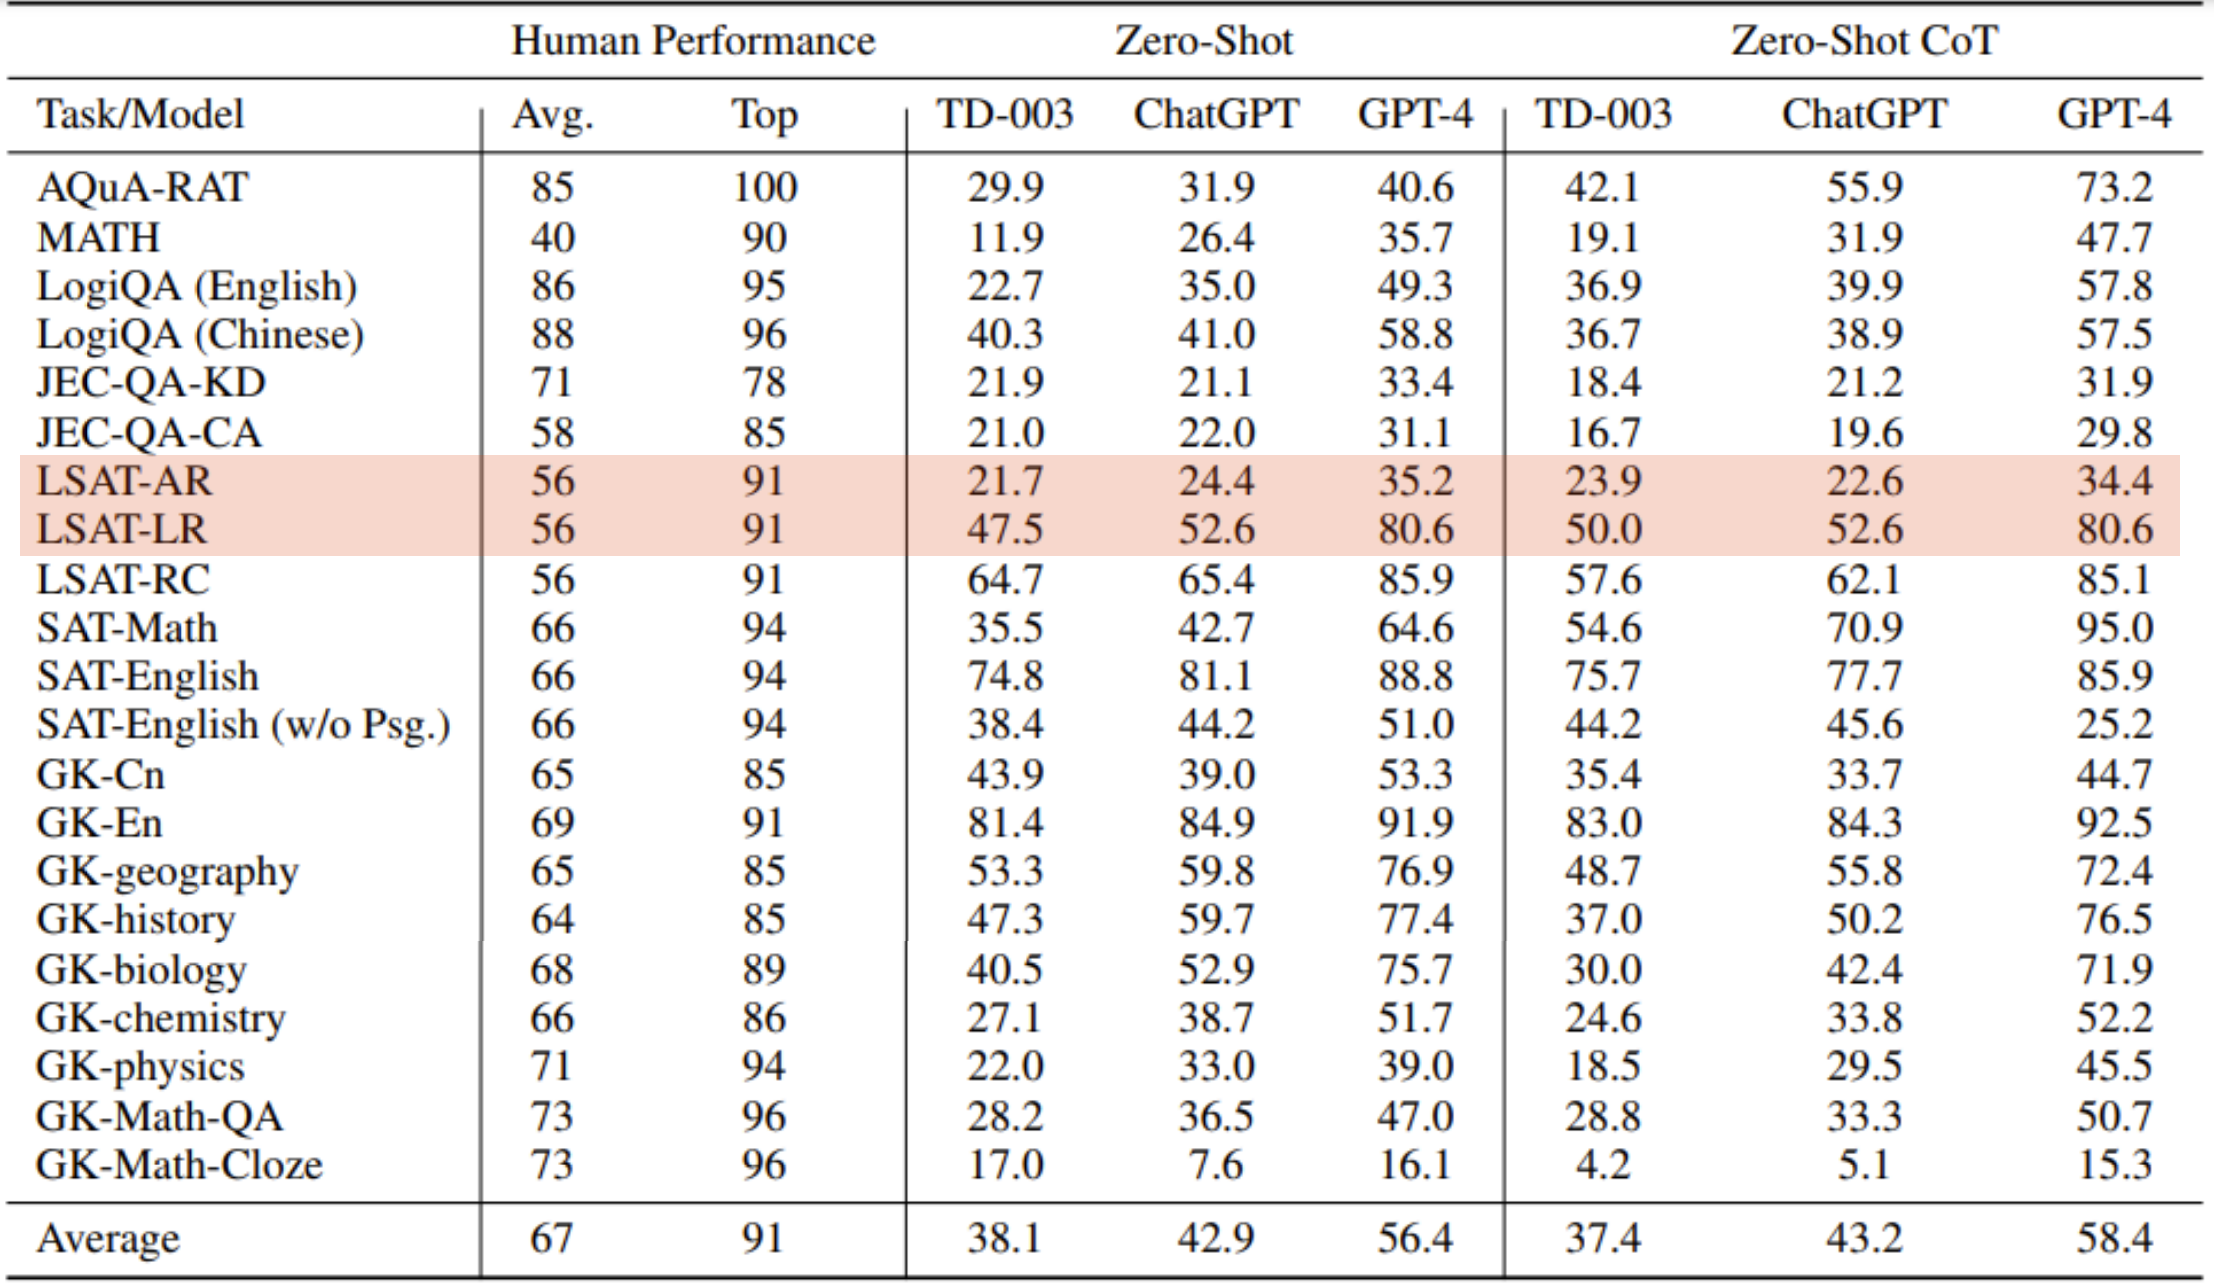 Human Performance Zero-Shot Zero-Shot CoT
Task/Model Avg. Top TD-003 ChatGPT GPT-4 TD-003 ChatGPT GPT-4
AQuA-RAT 85 100 29.9 31.9 40.6 42.1 55.9 73.2
MATH 40 90 11.9 26.4 35.7 19.1 31.9 47.7
LogiQA (English) 86 95 22.7 35.0 49.3 36.9 39.9 57.8
LogiQA (Chinese) 88 96 40.3 41.0 58.8 36.7 38.9 57.5
JEC-QA-KD 71 78 21.9 21.1 33.4 18.4 21.2 31.9
JEC-QA-CA 58 85 21.0 22.0 31.1 16.7 19.6 29.8
LSAT-AR 56 91 21.7 24.4 35.2 23.9 22.6 34.4
LSAT-LR 56 91 47.5 52.6 80.6 50.0 52.6 80.6
LSAT-RC 56 91 64.7 65.4 85.9 57.6 62.1 85.1
SAT-Math 66 94 35.5 42.7 64.6 54.6 70.9 95.0
SAT-English 66 94 74.8 81.1 88.8 75.7 77.7 85.9
SAT-English (w/o Psg.) 66 94 38.4 44.2 51.0 44.2 45.6 25.2
GK-Cn 65 85 43.9 39.0 53.3 35.4 33.7 44.7
GK-En 69 91 81.4 84.9 91.9 83.0 84.3 92.5
GK-geography 65 85 53.3 59.8 76.9 48.7 55.8 72.4
GK-history 64 85 47.3 59.7 77.4 37.0 50.2 76.5
GK-biology 68 89 40.5 52.9 75.7 30.0 42.4 71.9
GK-chemistry 66 86 27.1 38.7 51.7 24.6 33.8 52.2
GK-physics 71 94 22.0 33.0 39.0 18.5 29.5 45.5
GK-Math-QA 73 96 28.2 36.5 47.0 28.8 33.3 50.7
GK-Math-Cloze 73 96 17.0 7.6 16.1 4.2 5.1 15.3
Average 67 91 38.1 42.9 56.4 37.4 43.2 58.4